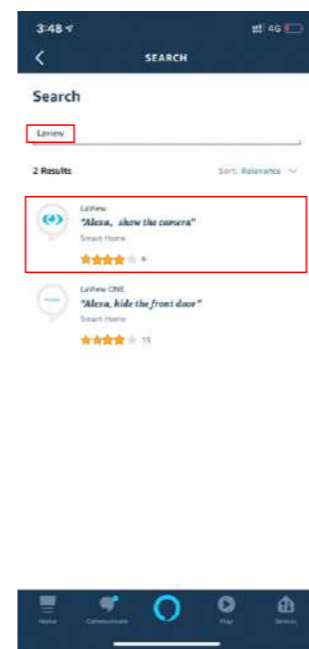 3:48
4G
SEARCH
Search
Laview
2 Results
Sort: Relevance
LaView
"Alexa, show the camera"
Smart Home
6
LaView ONE
"Alexa, hide the front door"
Smart Home
15
Home
Communicate
Play
Devices